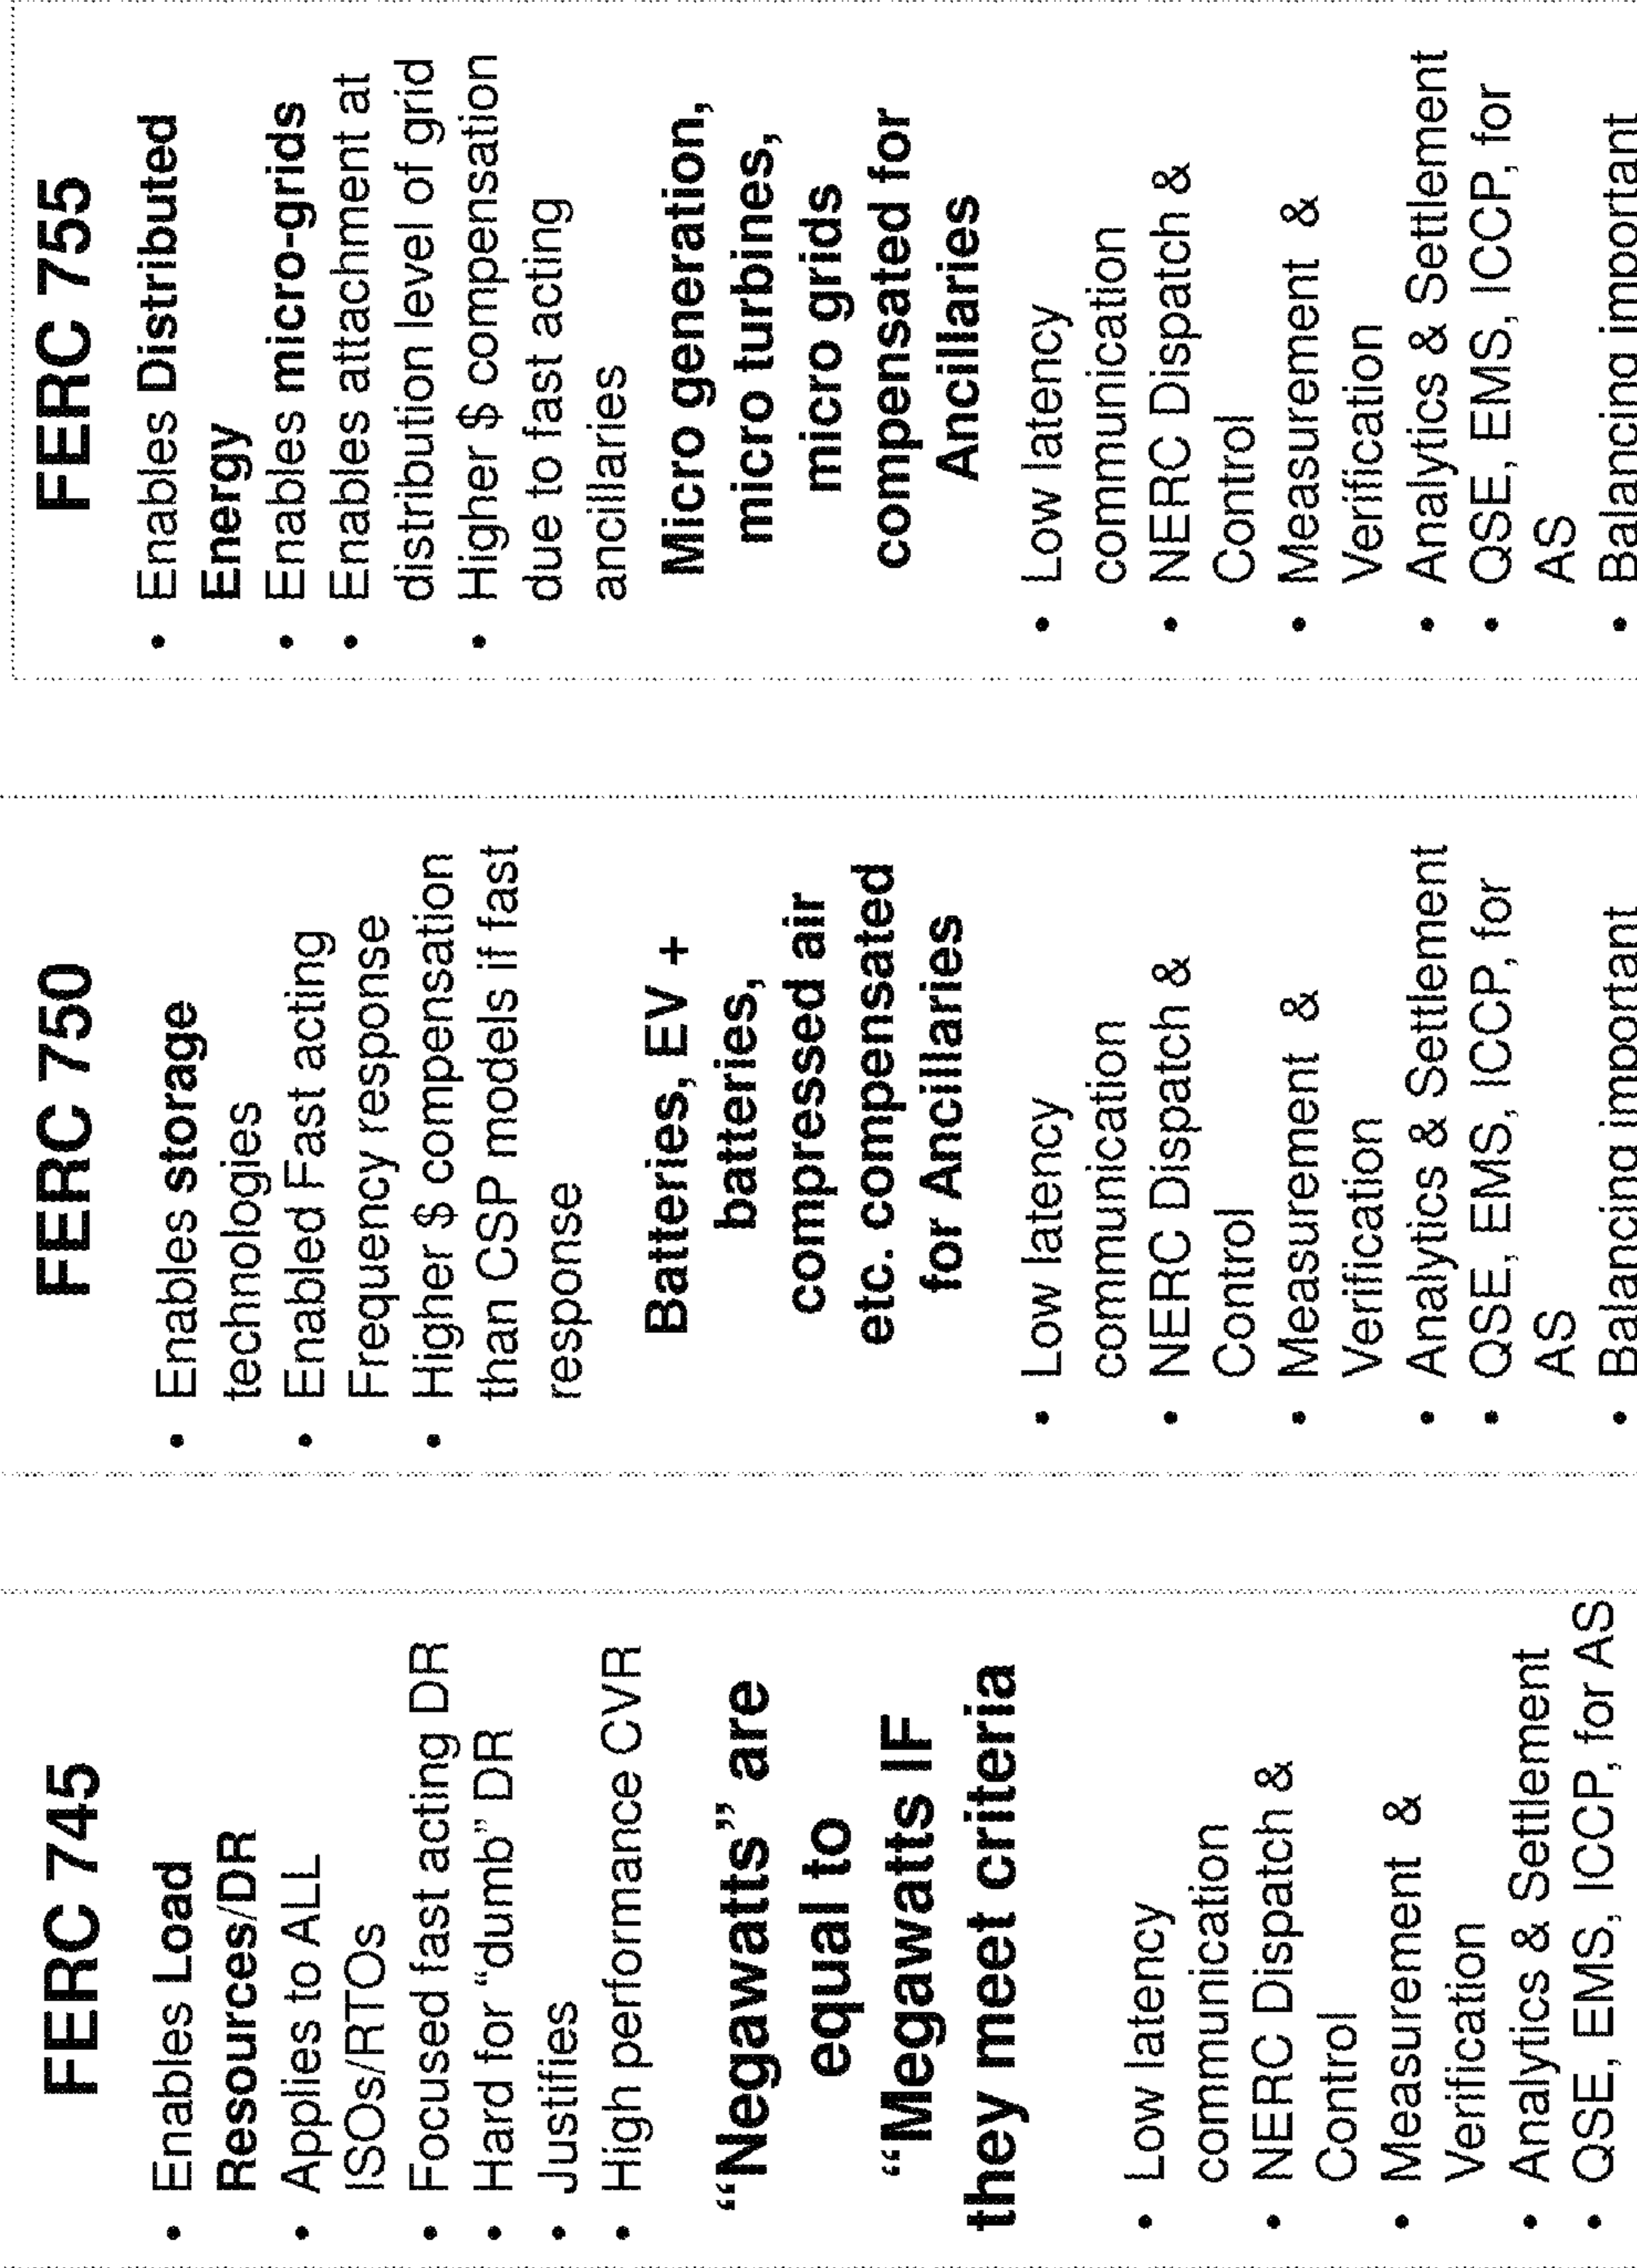 FERC 745
• Enables Load
Resources/DR
• Applies to ALL
ISOs/RTOs
• Focused fast acting DR
• Hard for “dumb” DR
• Justifies
• High performance CVR
“Negawatts” are
equal to
“Megawatts IF
they meet criteria
• Low latency
communication
• NERC Dispatch &
Control
• Measurement &
Verification
• Analytics & Settlement
• QSE, EMS, ICCP, for AS
FERC 750
• Enables storage
technologies
• Enabled Fast acting
Frequency response
• Higher $ compensation
than CSP models if fast
response
Batteries, EV +
batteries,
compressed air
etc. compensated
for Ancillaries
• Low latency
communication
• NERC Dispatch &
Control
• Measurement &
Verification
• Analytics & Settlement
• QSE, EMS, ICCP, for
AS
• Balancing important
FERC 755
• Enables Distributed
Energy
• Enables micro-grids
• Enables attachment at
distribution level of grid
• Higher $ compensation
due to fast acting
ancillaries
Micro generation,
micro turbines,
micro grids
compensated for
Ancillaries
• Low latency
communication
• NERC Dispatch &
Control
• Measurement &
Verification
• Analytics & Settlement
• QSE, EMS, ICCP, for
AS
• Balancing important